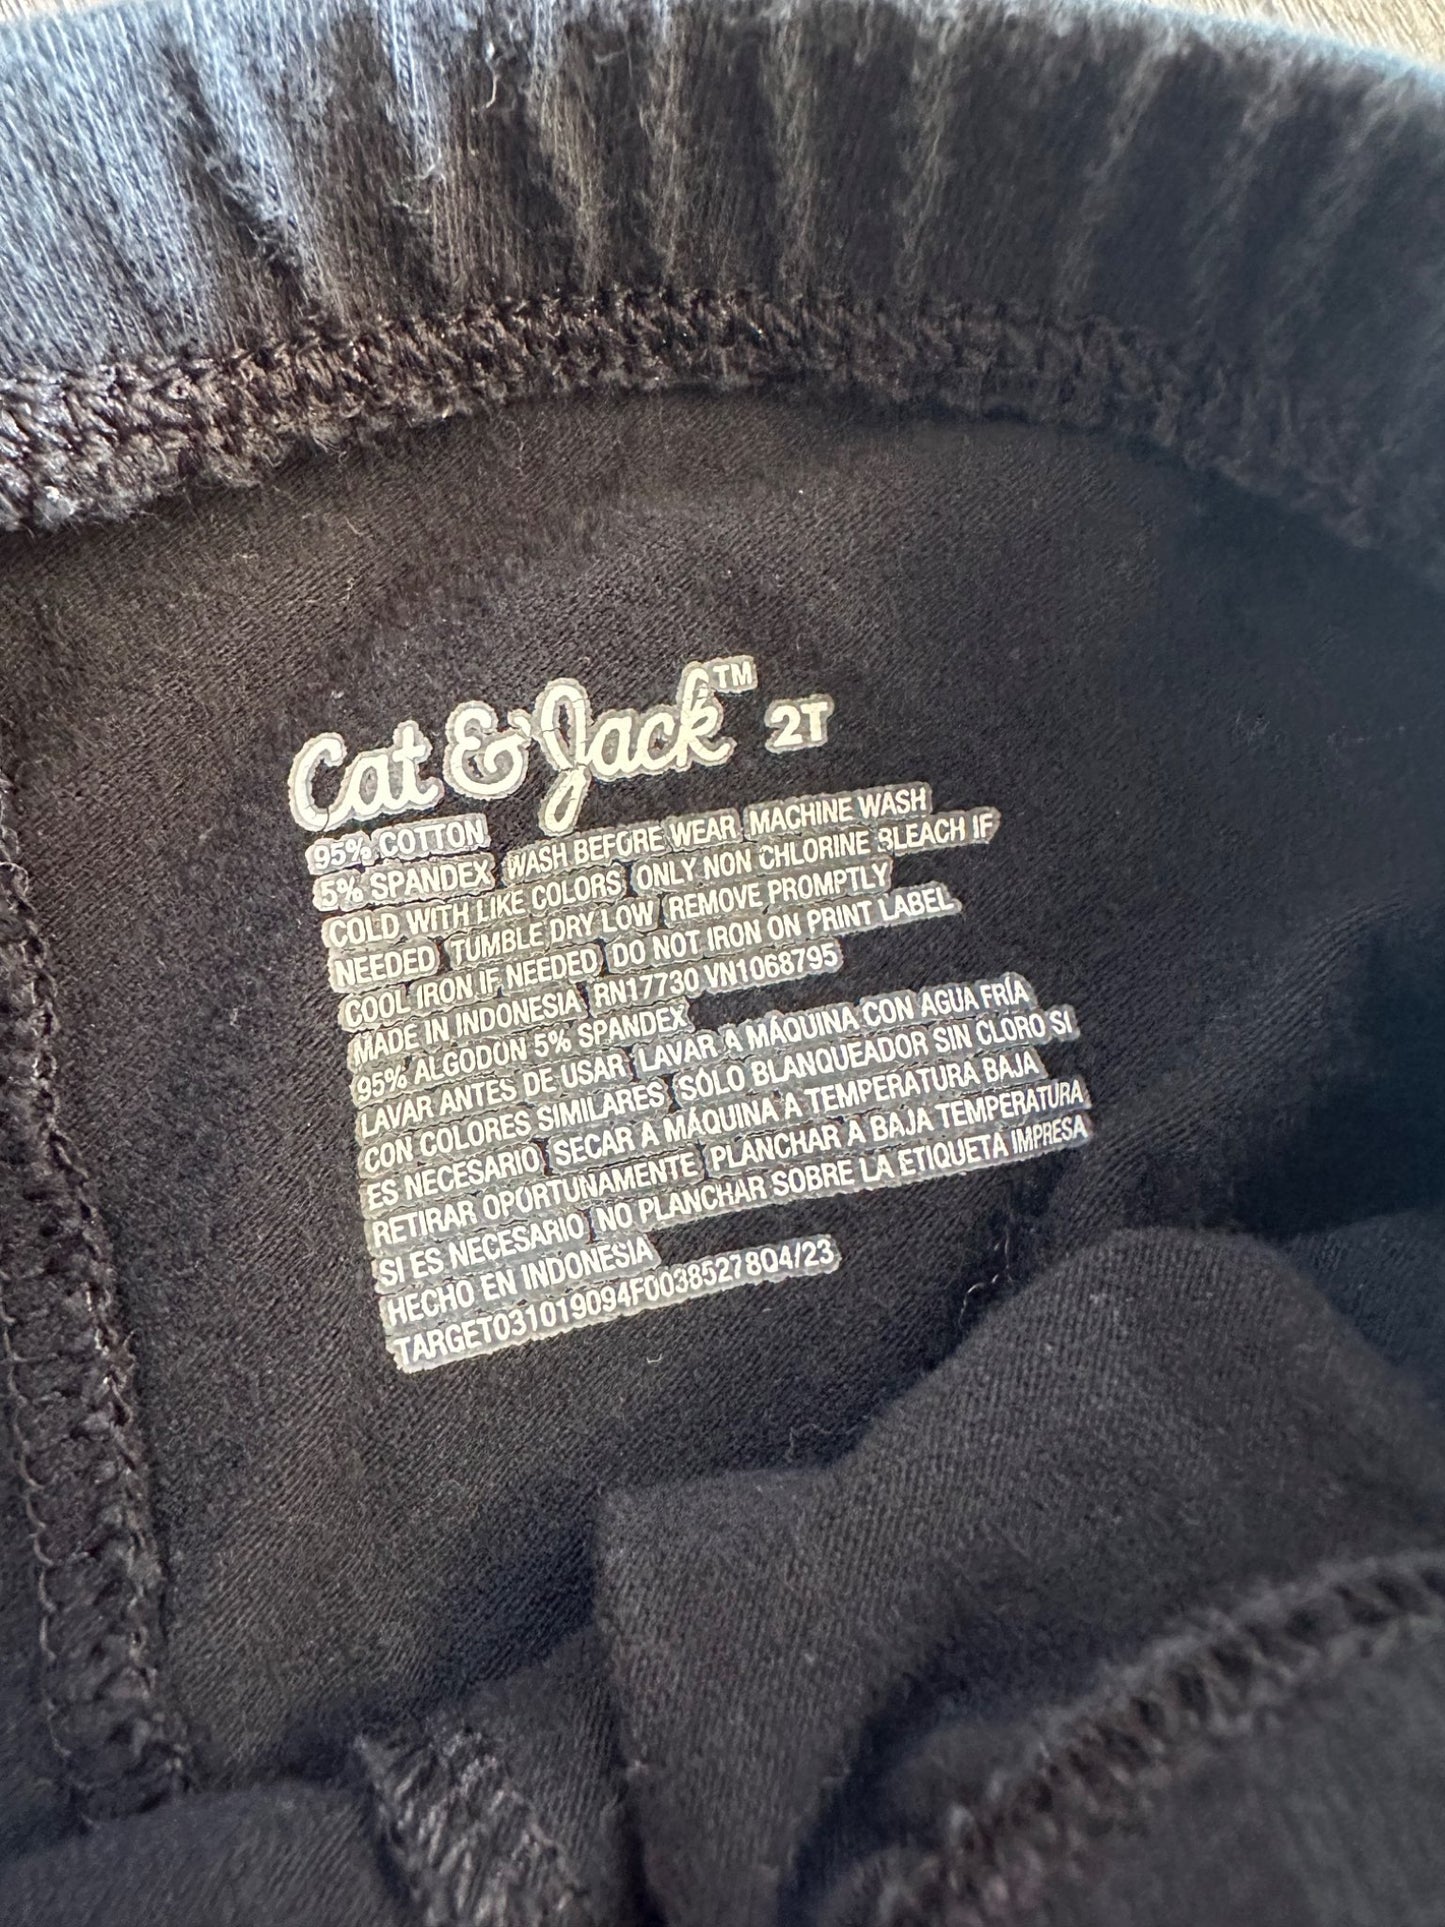 Cat & Jack™ 2T
95% COTTON
5% SPANDEX WASH BEFORE WEAR MACHINE WASH
COLD WITH LIKE COLORS ONLY NON CHLORINE BLEACH IF
NEEDED TUMBLE DRY LOW REMOVE PROMPTLY
COOL IRON IF NEEDED DO NOT IRON ON PRINT LABEL
MADE IN INDONESIA RN17730 VN1068795
95% ALGODON 5% SPANDEX
LAVAR ANTES DE USAR LAVAR A MÁQUINA CON AGUA FRÍA
CON COLORES SIMILARES SÓLO BLANQUEADOR SIN CLORO SI
ES NECESARIO SECAR A MÁQUINA A TEMPERATURA BAJA
RETIRAR OPORTUNAMENTE PLANCHAR A BAJA TEMPERATURA
SI ES NECESARIO NO PLANCHAR SOBRE LA ETIQUETA IMPRESA
HECHO EN INDONESIA
TARGET031019094F0038527804/23